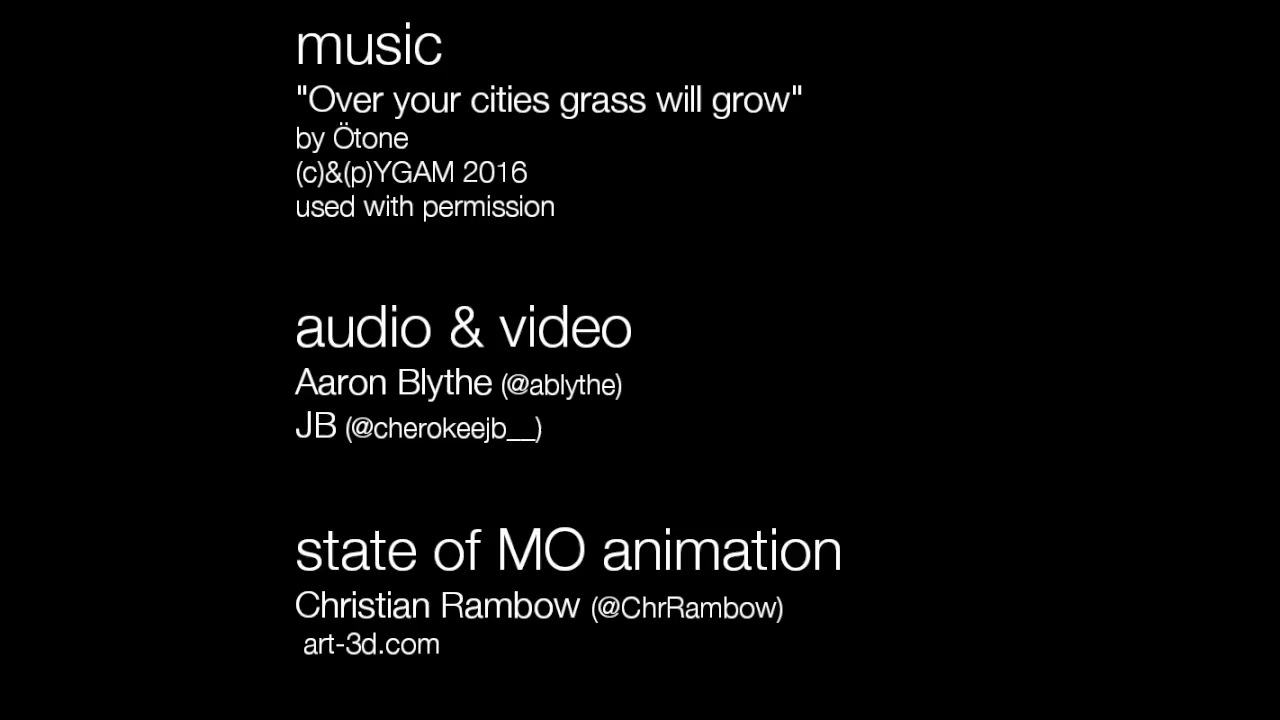 music
"Over your cities grass will grow"
by Ötone
(c)&(p)YGAM 2016
used with permission
audio & video
Aaron Blythe (@ablythe)
JB (@cherokeejb__)
state of MO animation
Christian Rambow (@ChrRambow)
art-3d.com